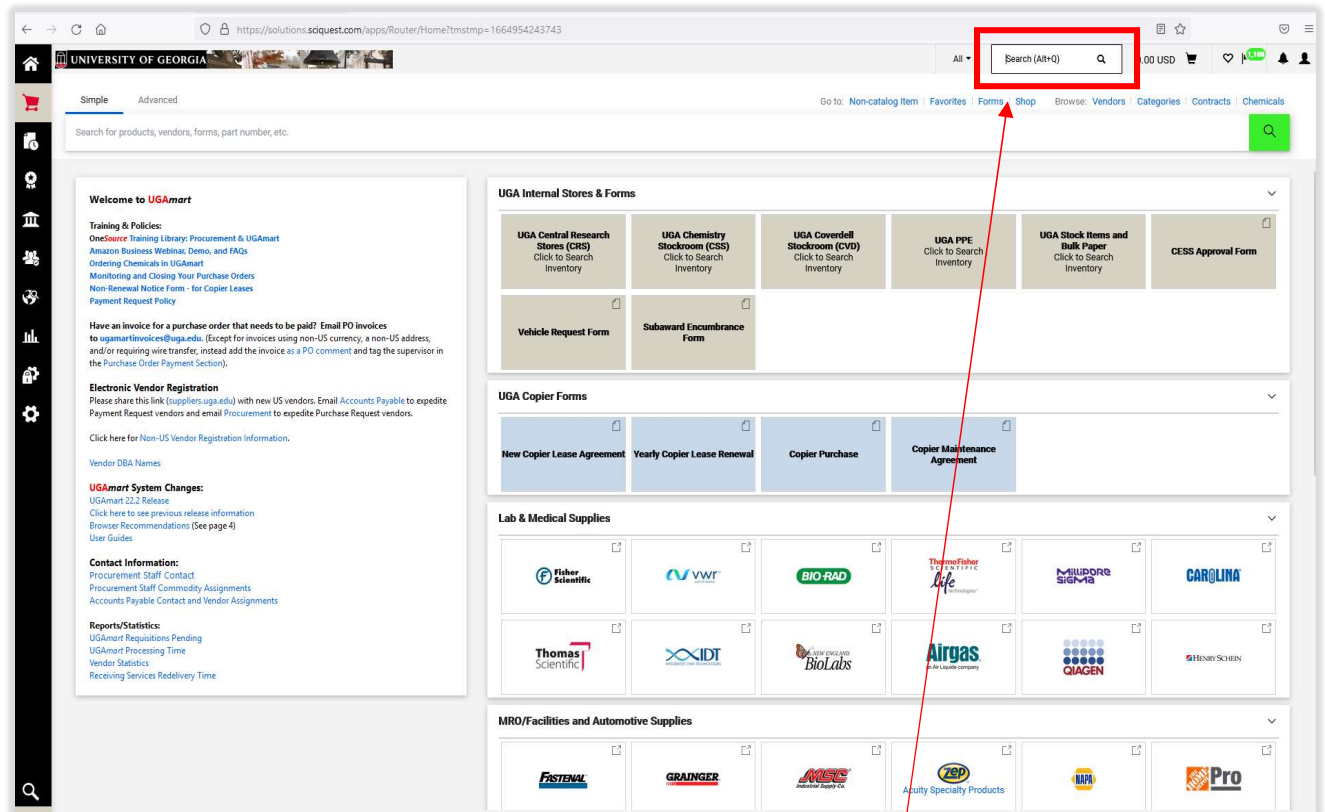 https://solutions.sciquest.com/apps/Router/Home?tmstmp=1664954243743
UNIVERSITY OF GEORGIA
All
Search (Alt+Q)
.00 USD
Simple Advanced
Go to: Non-catalog Item | Favorites | Forms | Shop Browse: Vendors | Categories | Contracts | Chemicals
Search for products, vendors, forms, part number, etc.
Welcome to UGAmart
Training & Policies:
OneSource Training Library: Procurement & UGAmart
Amazon Business Webinar, Demo, and FAQs
Ordering Chemicals in UGAmart
Monitoring and Closing Your Purchase Orders
Non-Renewal Notice Form - for Copier Leases
Payment Request Policy
Have an invoice for a purchase order that needs to be paid? Email PO invoices
to ugamartinvoices@uga.edu. (Except for invoices using non-US currency, a non-US address,
and/or requiring wire transfer, instead add the invoice as a PO comment and tag the supervisor in
the Purchase Order Payment Section).
Electronic Vendor Registration
Please share this link (suppliers.uga.edu) with new US vendors. Email Accounts Payable to expedite
Payment Request vendors and email Procurement to expedite Purchase Request vendors.
Click here for Non-US Vendor Registration Information.
Vendor DBA Names
UGAmart System Changes:
UGAmart 22.2 Release
Click here to see previous release information
Browser Recommendations (See page 4)
User Guides
Contact Information:
Procurement Staff Contact
Procurement Staff Commodity Assignments
Accounts Payable Contact and Vendor Assignments
Reports/Statistics:
UGAmart Requisitions Pending
UGAmart Processing Time
Vendor Statistics
Receiving Services Redelivery Time
UGA Internal Stores & Forms
UGA Central Research
Stores (CRS)
Click to Search
Inventory
UGA Chemistry
Stockroom (CSS)
Click to Search
Inventory
UGA Coverdell
Stockroom (CVD)
Click to Search
Inventory
UGA PPE
Click to Search
Inventory
UGA Stock Items and
Bulk Paper
Click to Search
Inventory
CESS Approval Form
Vehicle Request Form
Subaward Encumbrance
Form
UGA Copier Forms
New Copier Lease Agreement
Yearly Copier Lease Renewal
Copier Purchase
Copier Maintenance
Agreement
Lab & Medical Supplies
Fisher
Scientific
vwr
BIO-RAD
ThermoFisher
SCIENTIFIC
life
technologies
MILLIPORE
SIGMA
CAROLINA
Thomas
Scientific
IDT
INTEGRATED DNA TECHNOLOGIES
NEW ENGLAND
BioLabs
Airgas
an Air Liquide company
QIAGEN
HENRY SCHEIN
MRO/Facilities and Automotive Supplies
FASTENAL
GRAINGER
MSC
Industrial Supply Co.
ZEP
Acuity Specialty Products
NAPA
Pro